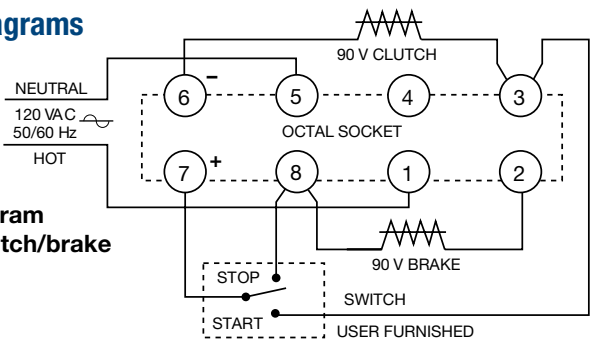 agrams
90 V CLUTCH
NEUTRAL
120 VAC
50/60 Hz
HOT
6
–
5
4
3
OCTAL SOCKET
7
+
8
1
2
ram
tch/brake
90 V BRAKE
STOP
START
SWITCH
USER FURNISHED